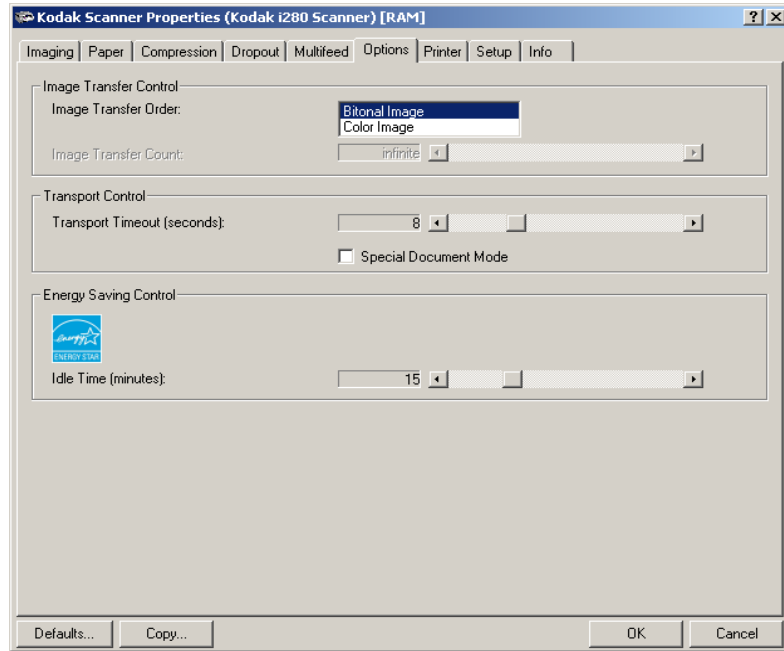 Kodak Scanner Properties (Kodak i280 Scanner) [RAM]
Imaging Paper Compression Dropout Multifeed Options Printer Setup Info
Image Transfer Control
Image Transfer Order:
Bitonal Image
Color Image
Image Transfer Count: infinite
Transport Control
Transport Timeout (seconds): 8
Special Document Mode
Energy Saving Control
energy
ENERGY STAR
Idle Time (minutes): 15
Defaults... Copy... OK Cancel